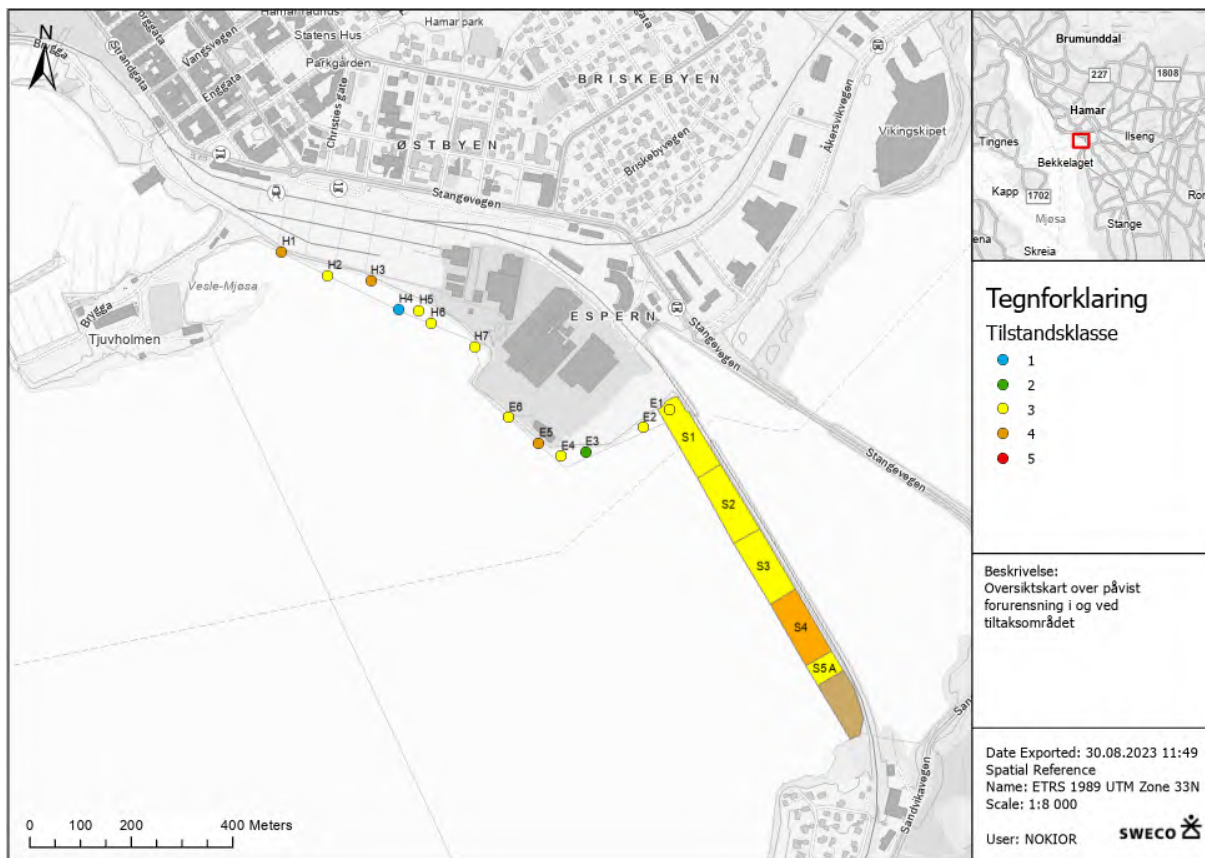 Hamar rådhus
Hamar park
Statens Hus
Parkgården
Brygga
Strandgata
Torggata
Vangsvegen
Enggata
Christies gate
BRISKEBYEN
ØSTBYEN
Briskebyvegen
Åkersvikvegen
Vikingskipet
Stangevegen
N
H1
H2
H3
H4
H5
H6
H7
Vesle-Mjøsa
Brygga
Tjuvholmen
ESPERN
Stangevegen
E1
E2
E3
E4
E5
E6
S1
S2
S3
S4
S5 A
Stangevegen
Sandvikavegen
0 100 200 400 Meters
Brumunddal
227
1808
Hamar
Tingnes
Ilseng
Bekkelaget
Kapp
1702
Mjøsa
Stange
Skreia
Tegnforklaring
Tilstandsklasse
1
2
3
4
5
Beskrivelse:
Oversiktskart over påvist
forurensning i og ved
tiltaksområdet
Date Exported: 30.08.2023 11:49
Spatial Reference
Name: ETRS 1989 UTM Zone 33N
Scale: 1:8 000
User: NOKIOR
SWECO